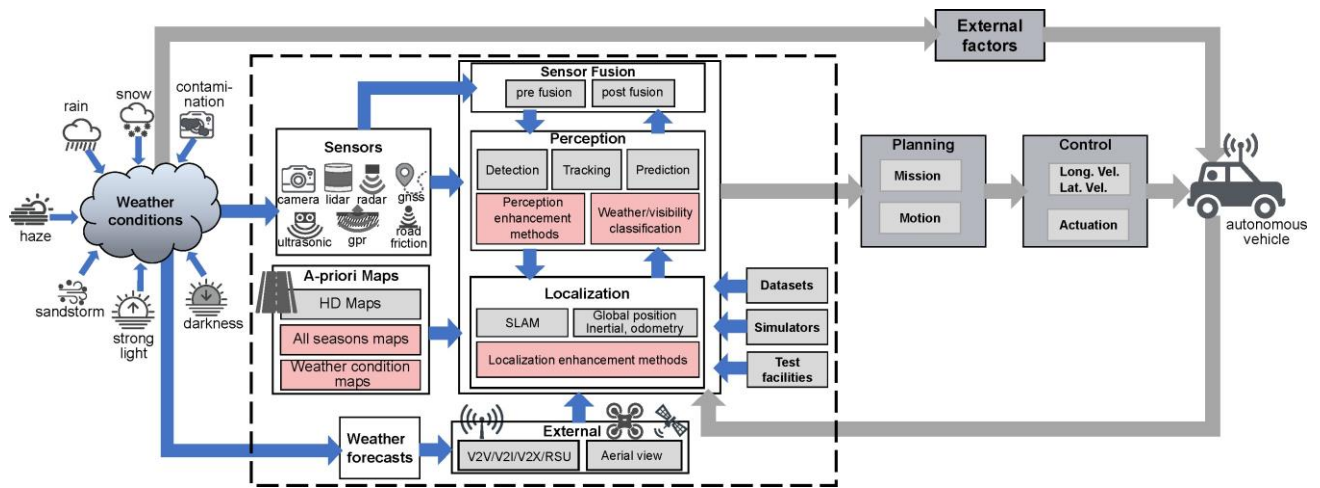 External
factors
rain
snow
contami-
nation
Weather
conditions
haze
sandstorm
strong
light
darkness
Sensors
camera
lidar
radar
gnss
ultrasonic
gpr
road
friction
A-priori Maps
HD Maps
All seasons maps
Weather condition
maps
Weather
forecasts
Sensor Fusion
pre fusion
post fusion
Perception
Detection
Tracking
Prediction
Perception
enhancement
methods
Weather/visibility
classification
Localization
SLAM
Global position
Inertial, odometry
Localization enhancement methods
External
V2V/V2I/V2X/RSU
Aerial view
Datasets
Simulators
Test
facilities
Planning
Mission
Motion
Control
Long. Vel.
Lat. Vel.
Actuation
autonomous
vehicle